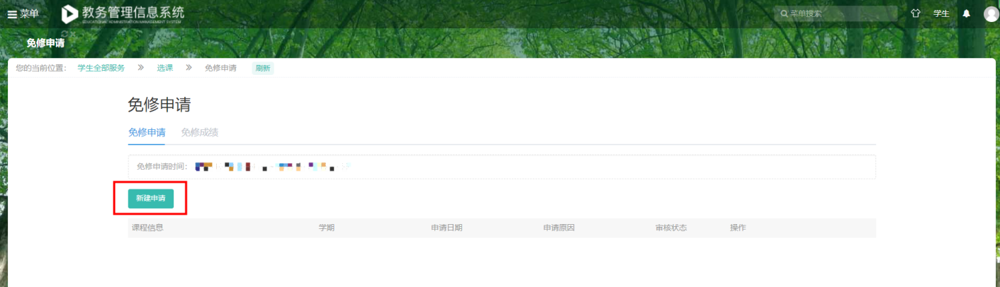 菜单 教务管理信息系统 菜单搜索 学生
EDUCATIONAL ADMINISTRATION MANAGEMENT SYSTEM
免修申请
您的当前位置： 学生全部服务 》 选课 》 免修申请 刷新
免修申请
免修申请 免修成绩
免修申请时间：
新建申请
课程信息 学期 申请日期 申请原因 审核状态 操作